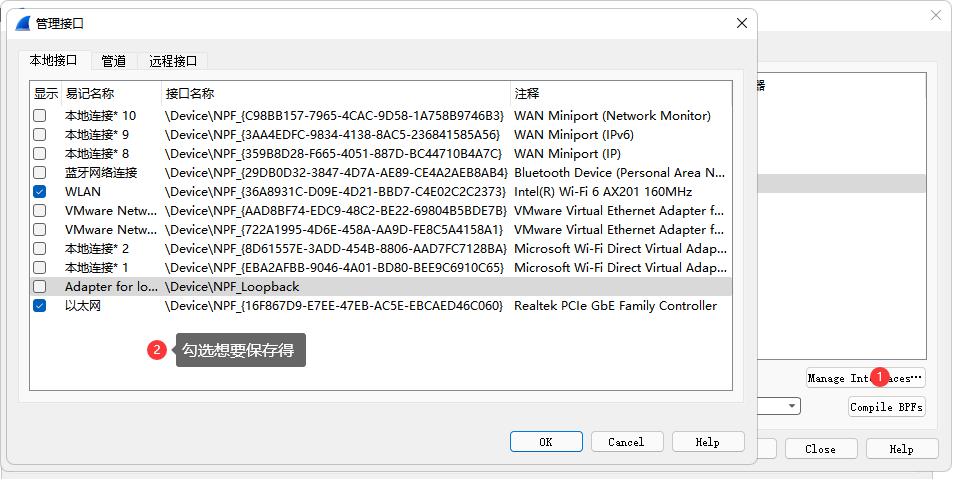 管理接口
本地接口 管道 远程接口
显示 易记名称 接口名称 注释
本地连接* 10 \Device\NPF_{C98BB157-7965-4CAC-9D58-1A758B9746B3} WAN Miniport (Network Monitor)
本地连接* 9 \Device\NPF_{3AA4EDFC-9834-4138-8AC5-236841585A56} WAN Miniport (IPv6)
本地连接* 8 \Device\NPF_{359B8D28-F665-4051-887D-BC44710B4A7C} WAN Miniport (IP)
蓝牙网络连接 \Device\NPF_{29DB0D32-3847-4D7A-AE89-CE4A2AEB8AB4} Bluetooth Device (Personal Area N...
WLAN \Device\NPF_{36A8931C-D09E-4D21-BBD7-C4E02C2C2373} Intel(R) Wi-Fi 6 AX201 160MHz
VMware Netw... \Device\NPF_{AAD8BF74-EDC9-48C2-BE22-69804B5BDE7B} VMware Virtual Ethernet Adapter f...
VMware Netw... \Device\NPF_{722A1995-4D6E-458A-AA9D-FE8C5A4158A1} VMware Virtual Ethernet Adapter f...
本地连接* 2 \Device\NPF_{8D61557E-3ADD-454B-8806-AAD7FC7128BA} Microsoft Wi-Fi Direct Virtual Adap...
本地连接* 1 \Device\NPF_{EBA2AFBB-9046-4A01-BD80-BEE9C6910C65} Microsoft Wi-Fi Direct Virtual Adap...
Adapter for lo... \Device\NPF_Loopback
以太网 \Device\NPF_{16F867D9-E7EE-47EB-AC5E-EBCAED46C060} Realtek PCIe GbE Family Controller
2 勾选想要保存得
OK Cancel Help
器
Manage 1
Compile BPFs
Close Help